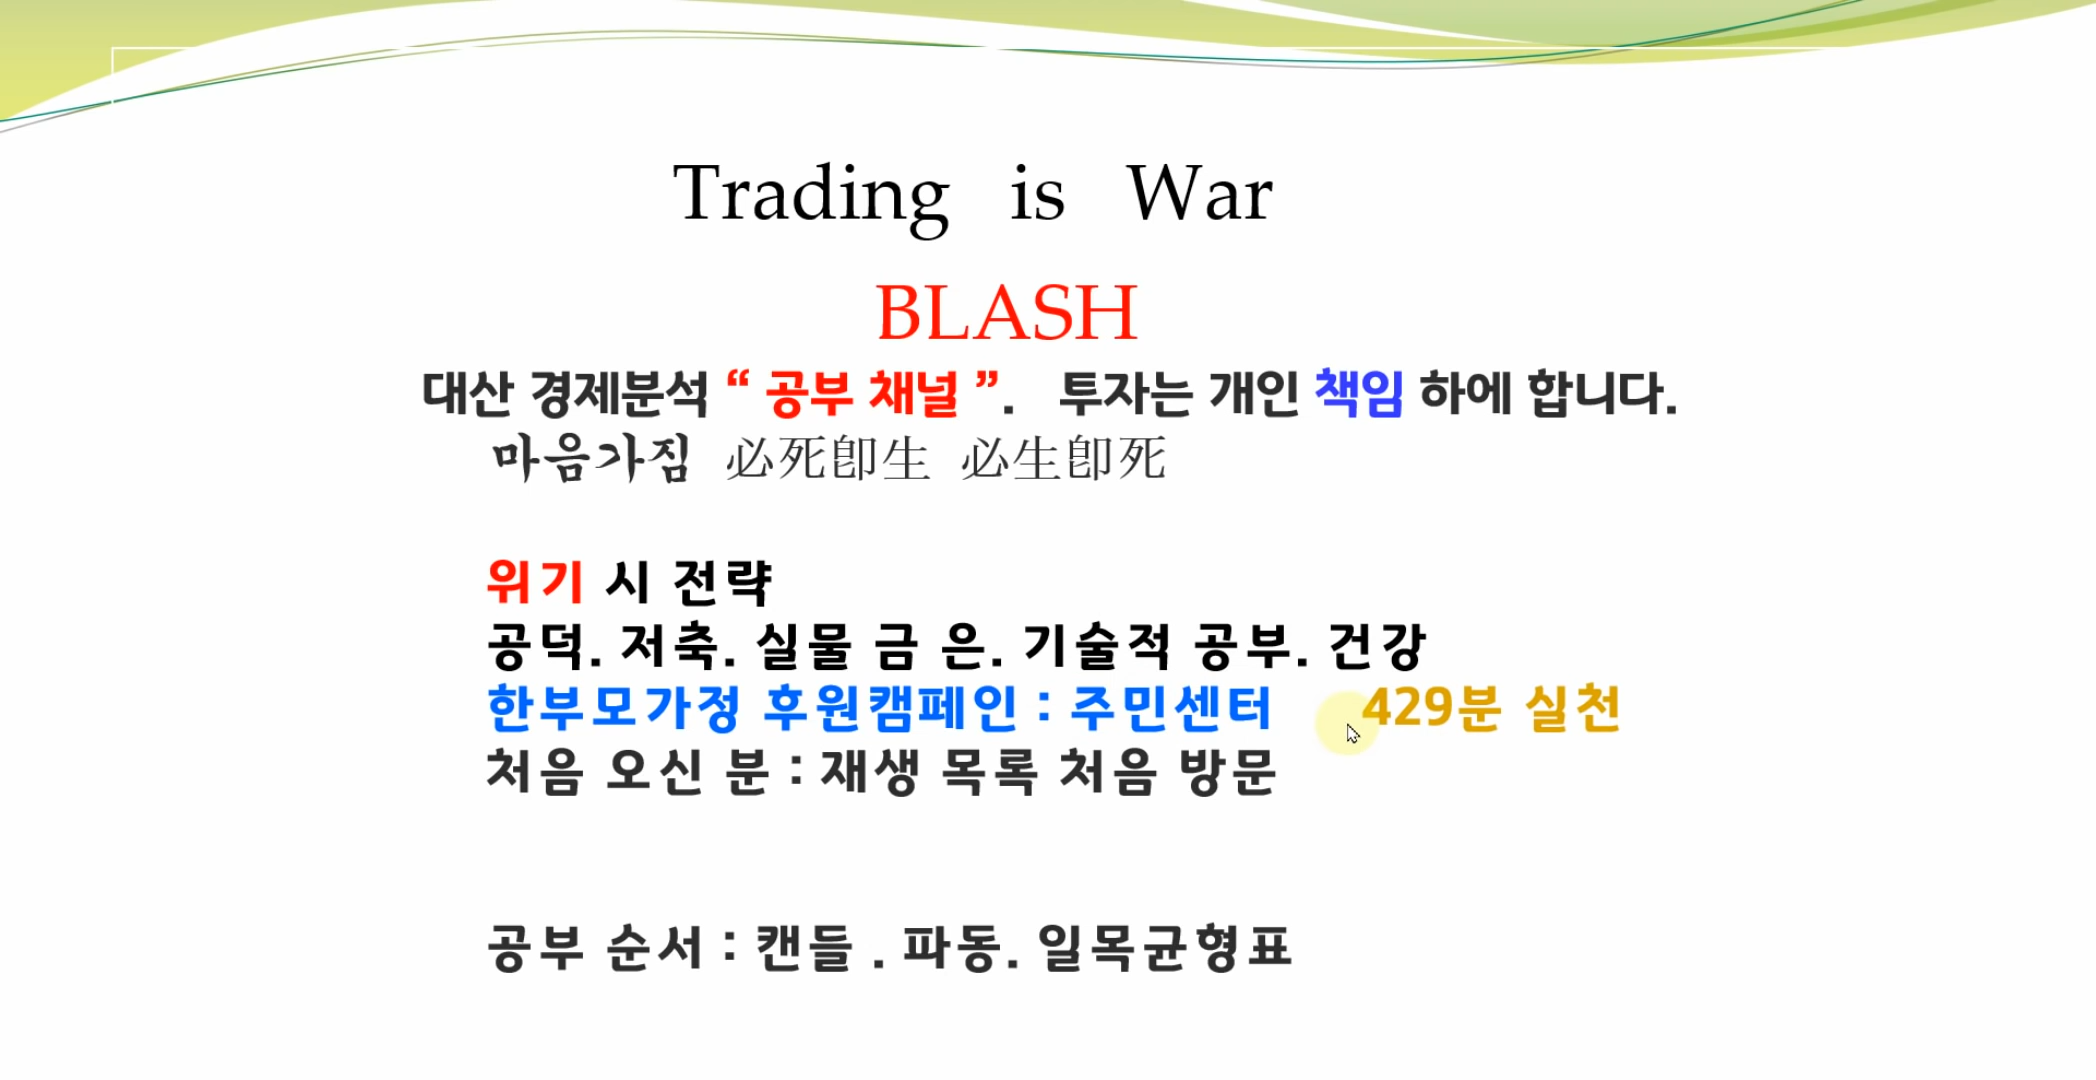 Trading is War
BLASH
대산 경제분석 “ 공부 채널 ”. 투자는 개인 책임 하에 합니다.
마음가짐 必死卽生 必生卽死
위기 시 전략
공덕. 저축. 실물 금 은. 기술적 공부. 건강
한부모가정 후원캠페인 : 주민센터 429분 실천
처음 오신 분 : 재생 목록 처음 방문
공부 순서 : 캔들 . 파동. 일목균형표